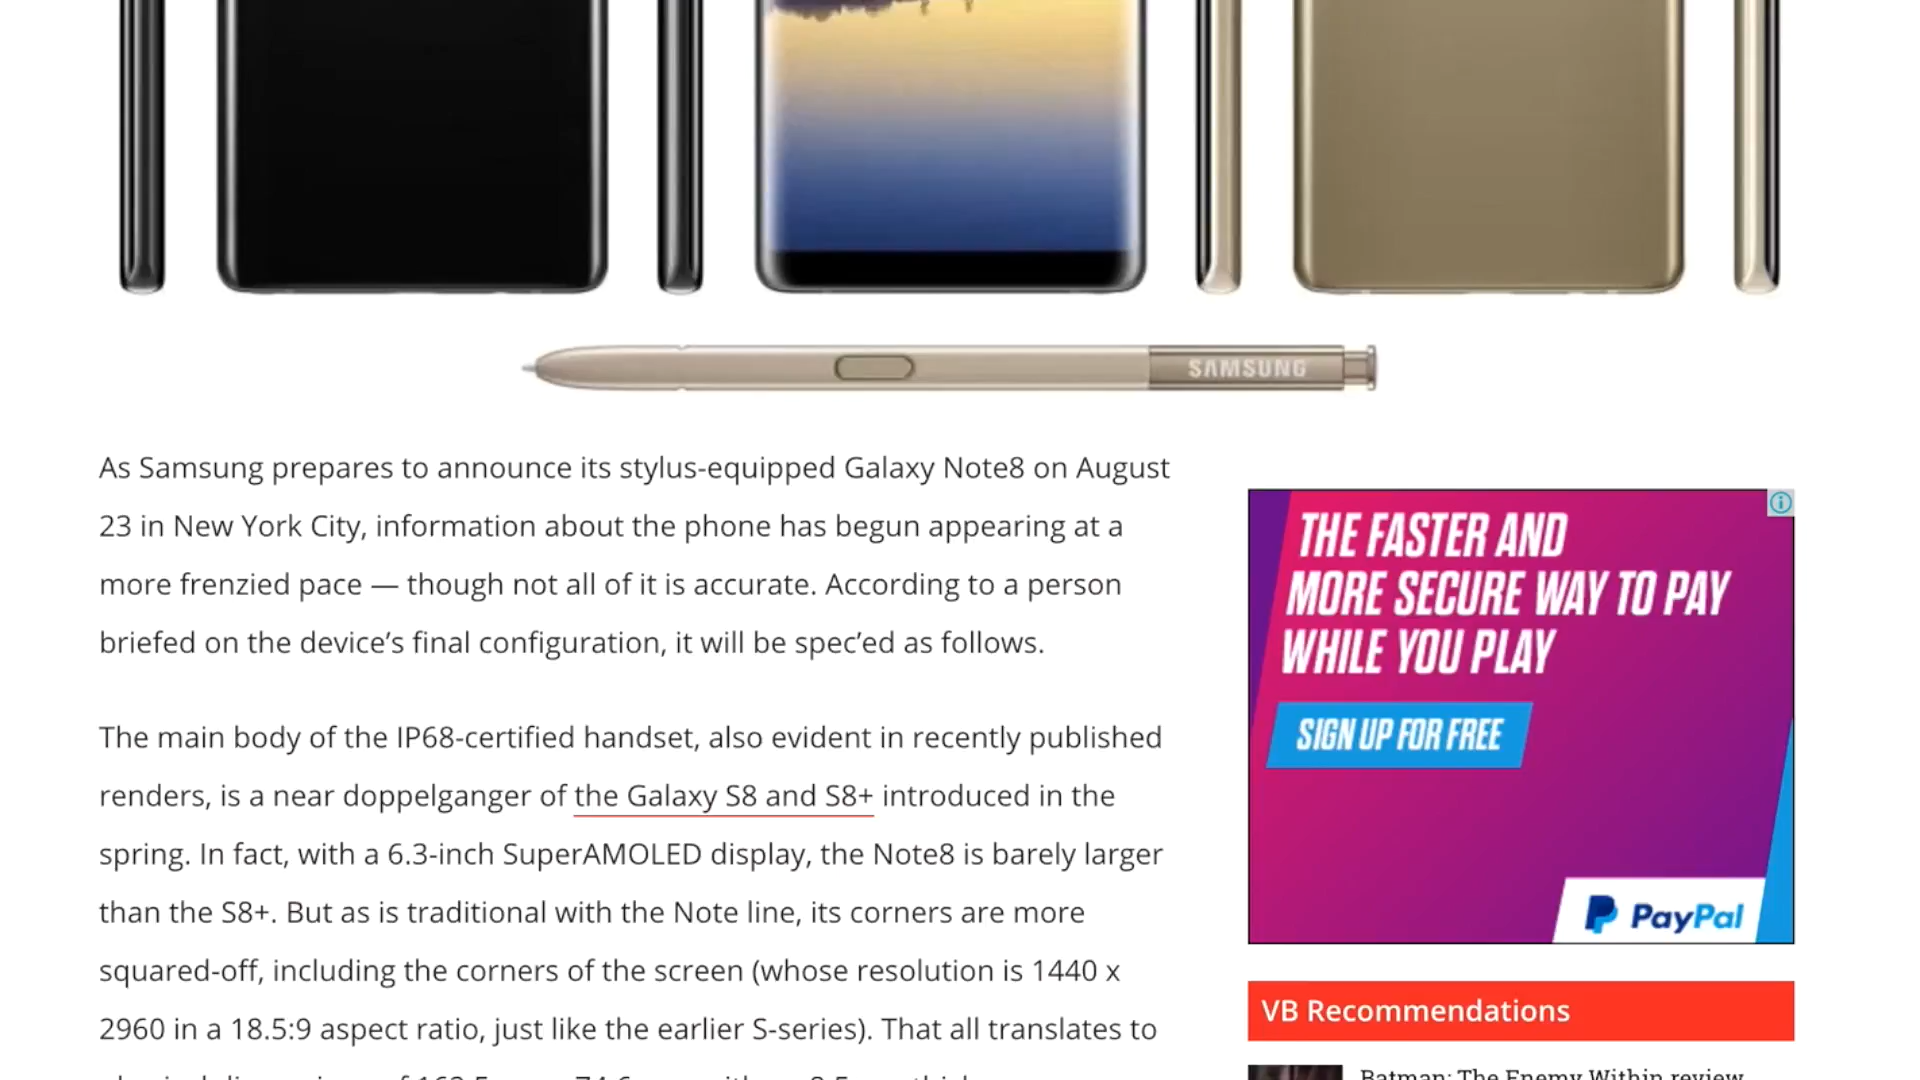 SAMSUNG
As Samsung prepares to announce its stylus-equipped Galaxy Note8 on August
23 in New York City, information about the phone has begun appearing at a
more frenzied pace — though not all of it is accurate. According to a person
briefed on the device’s final configuration, it will be spec’ed as follows.
The main body of the IP68-certified handset, also evident in recently published
renders, is a near doppelganger of the Galaxy S8 and S8+ introduced in the
spring. In fact, with a 6.3-inch SuperAMOLED display, the Note8 is barely larger
than the S8+. But as is traditional with the Note line, its corners are more
squared-off, including the corners of the screen (whose resolution is 1440 x
2960 in a 18.5:9 aspect ratio, just like the earlier S-series). That all translates to
THE FASTER AND
MORE SECURE WAY TO PAY
WHILE YOU PLAY
SIGN UP FOR FREE
PayPal
VB Recommendations
Batman: The Enemy Within review